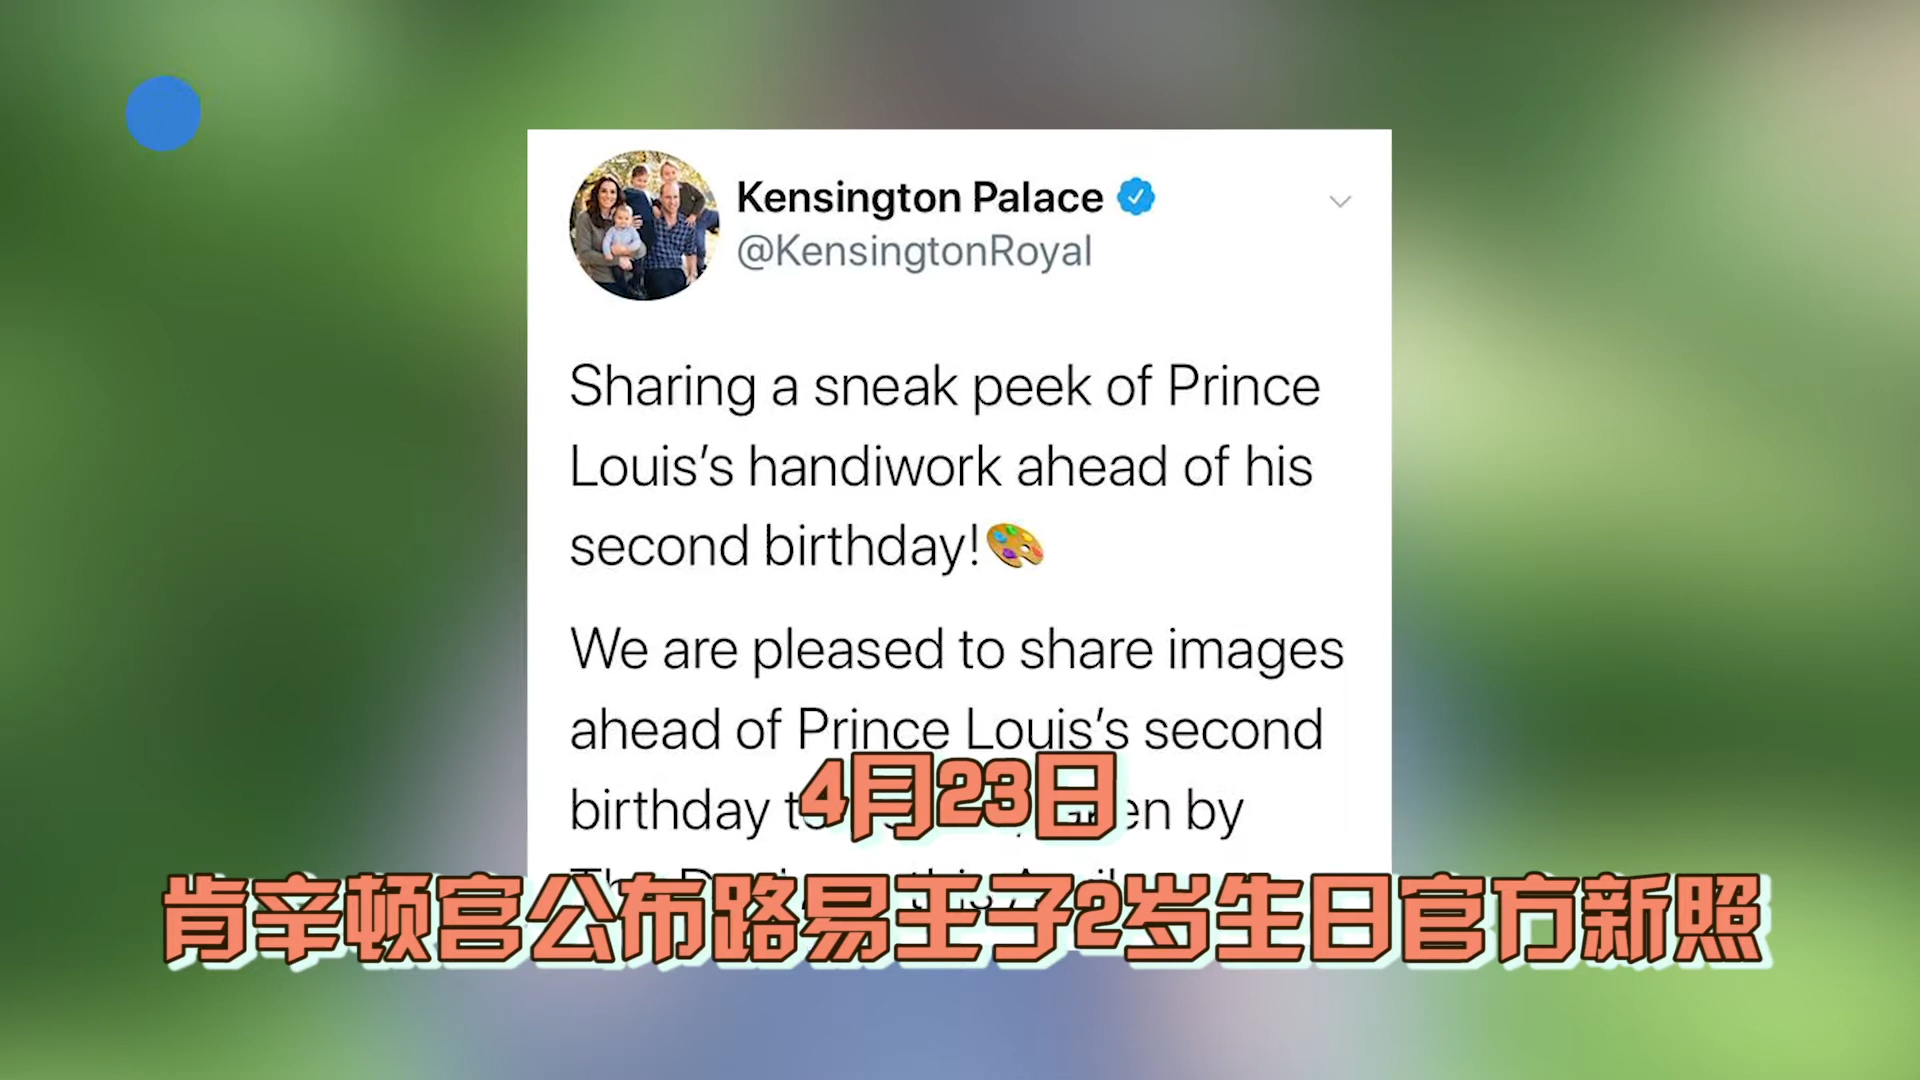 Kensington Palace
@KensingtonRoyal
Sharing a sneak peek of Prince
Louis's handiwork ahead of his
second birthday!🎨
We are pleased to share images
ahead of Prince Louis's second
birthday by
4月23日
肯辛顿宫公布路易王子2岁生日官方新照